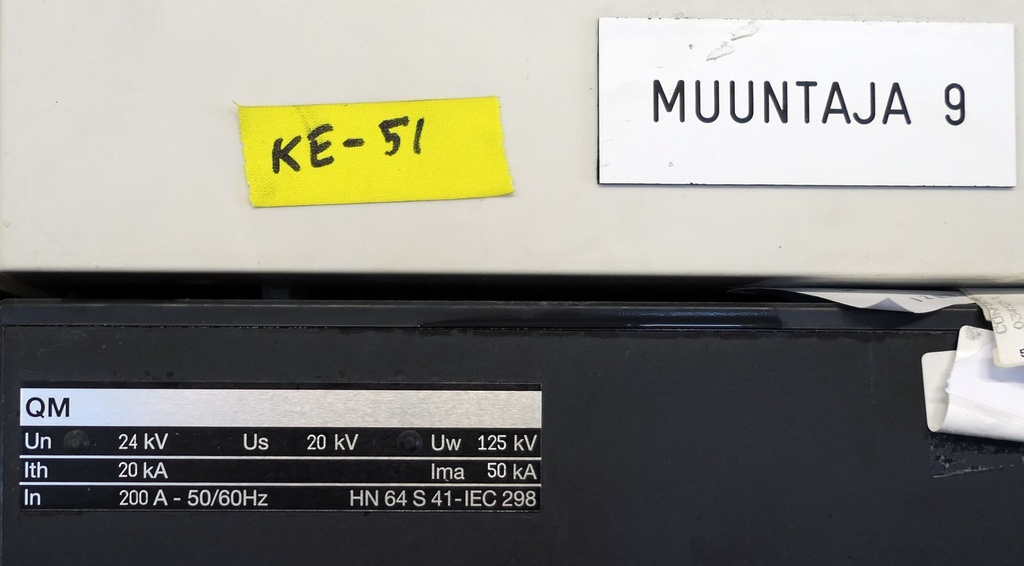 MUUNTAJA 9
KE-51
QM
Un 24 kV Us 20 kV Uw 125 kV
Ith 20 kA Ima 50 kA
In 200 A - 50/60Hz HN 64 S 41-IEC 298